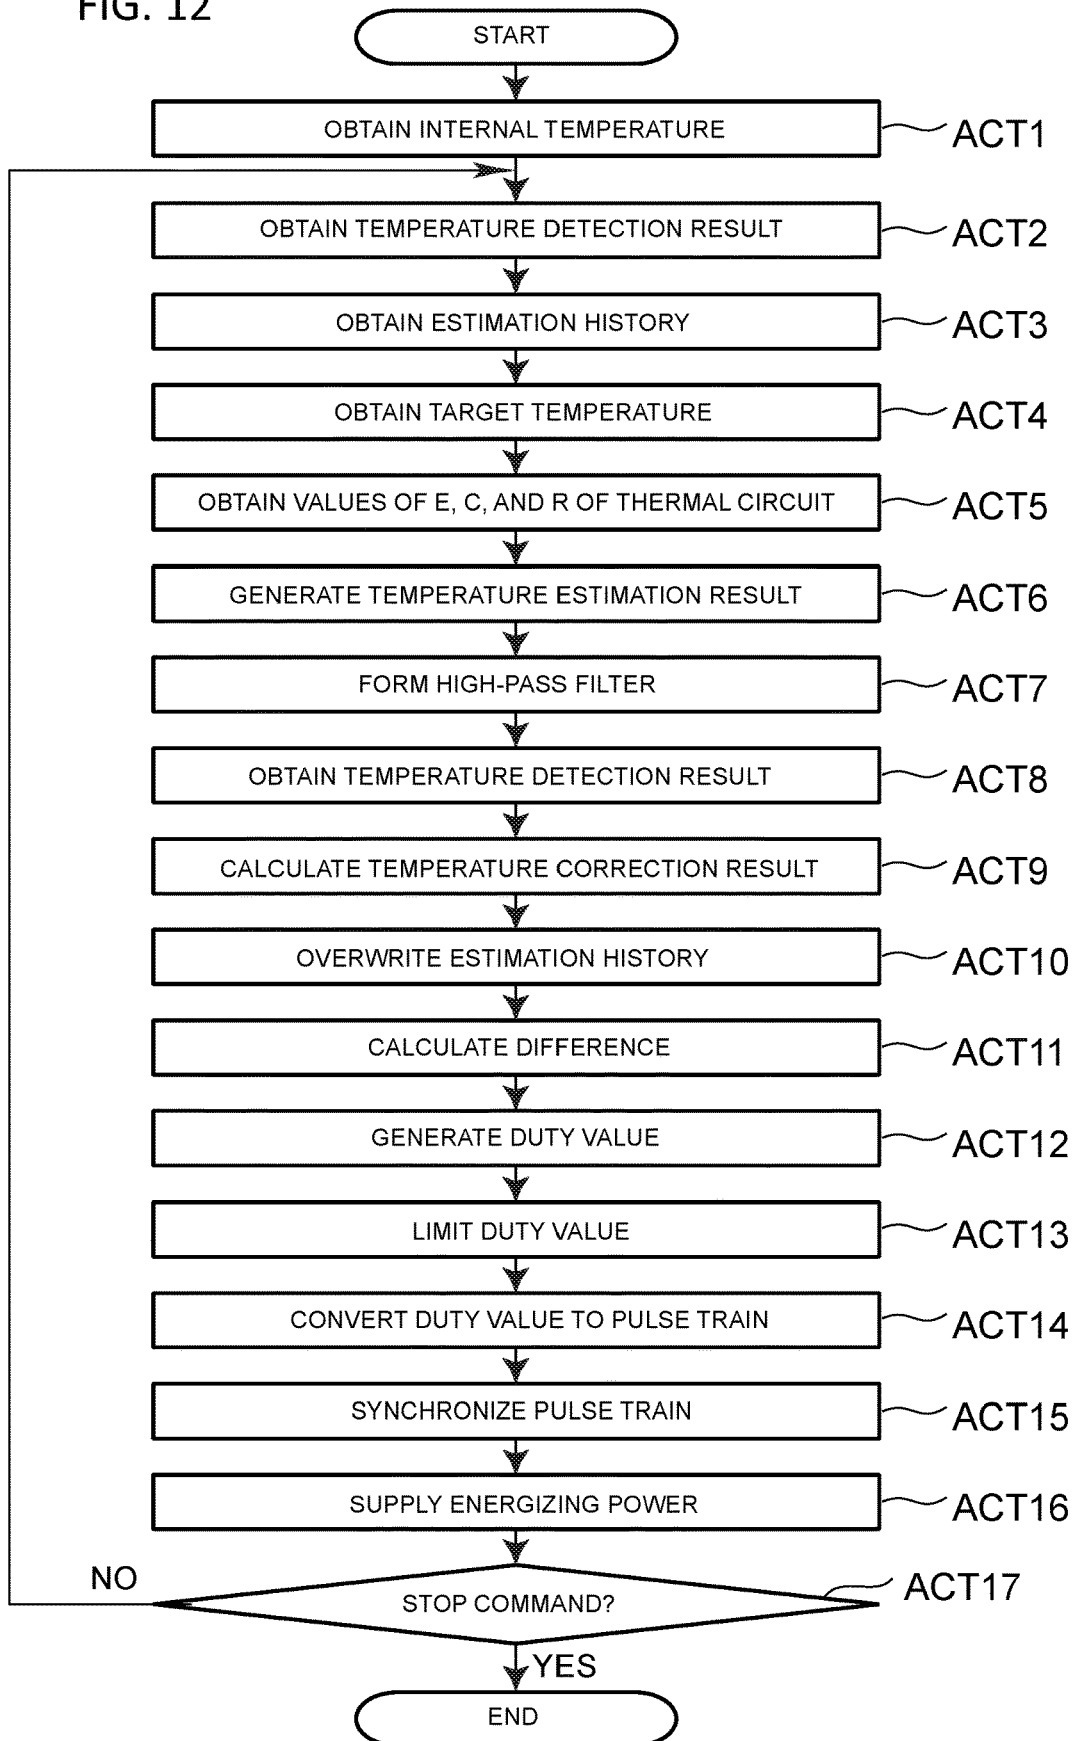 FIG. 12
START
OBTAIN INTERNAL TEMPERATURE
ACT1
OBTAIN TEMPERATURE DETECTION RESULT
ACT2
OBTAIN ESTIMATION HISTORY
ACT3
OBTAIN TARGET TEMPERATURE
ACT4
OBTAIN VALUES OF E, C, AND R OF THERMAL CIRCUIT
ACT5
GENERATE TEMPERATURE ESTIMATION RESULT
ACT6
FORM HIGH-PASS FILTER
ACT7
OBTAIN TEMPERATURE DETECTION RESULT
ACT8
CALCULATE TEMPERATURE CORRECTION RESULT
ACT9
OVERWRITE ESTIMATION HISTORY
ACT10
CALCULATE DIFFERENCE
ACT11
GENERATE DUTY VALUE
ACT12
LIMIT DUTY VALUE
ACT13
CONVERT DUTY VALUE TO PULSE TRAIN
ACT14
SYNCHRONIZE PULSE TRAIN
ACT15
SUPPLY ENERGIZING POWER
ACT16
NO
STOP COMMAND?
ACT17
YES
END